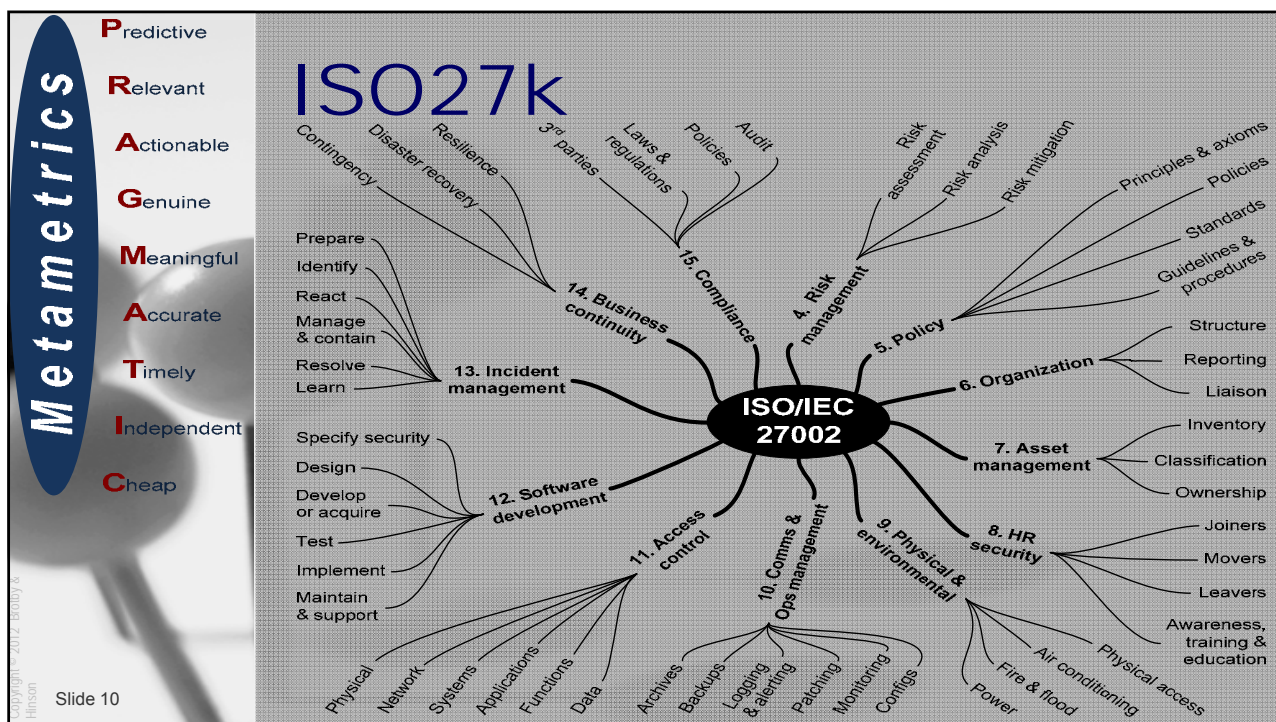 Metametrics
Predictive
Relevant
Actionable
Genuine
Meaningful
Accurate
Timely
Independent
Cheap
Copyright © 2012 Brotby &
Hinson
Slide 10
ISO27k
ISO/IEC
27002
4. Risk
management
Risk
assessment
Risk analysis
Risk mitigation
5. Policy
Principles & axioms
Policies
Standards
Guidelines &
procedures
6. Organization
Structure
Reporting
Liaison
7. Asset
management
Inventory
Classification
Ownership
8. HR
security
Joiners
Movers
Leavers
Awareness,
training &
education
9. Physical &
environmental
Physical access
Air conditioning
Fire & flood
Power
10. Comms &
Ops management
Archives
Backups
Logging
& alerting
Patching
Monitoring
Configs
11. Access
control
Physical
Network
Systems
Applications
Functions
Data
12. Software
development
Specify security
Design
Develop
or acquire
Test
Implement
Maintain
& support
13. Incident
management
Prepare
Identify
React
Manage
& contain
Resolve
Learn
14. Business
continuity
Contingency
Disaster recovery
Resilience
15. Compliance
3rd
parties
Laws &
regulations
Policies
Audit